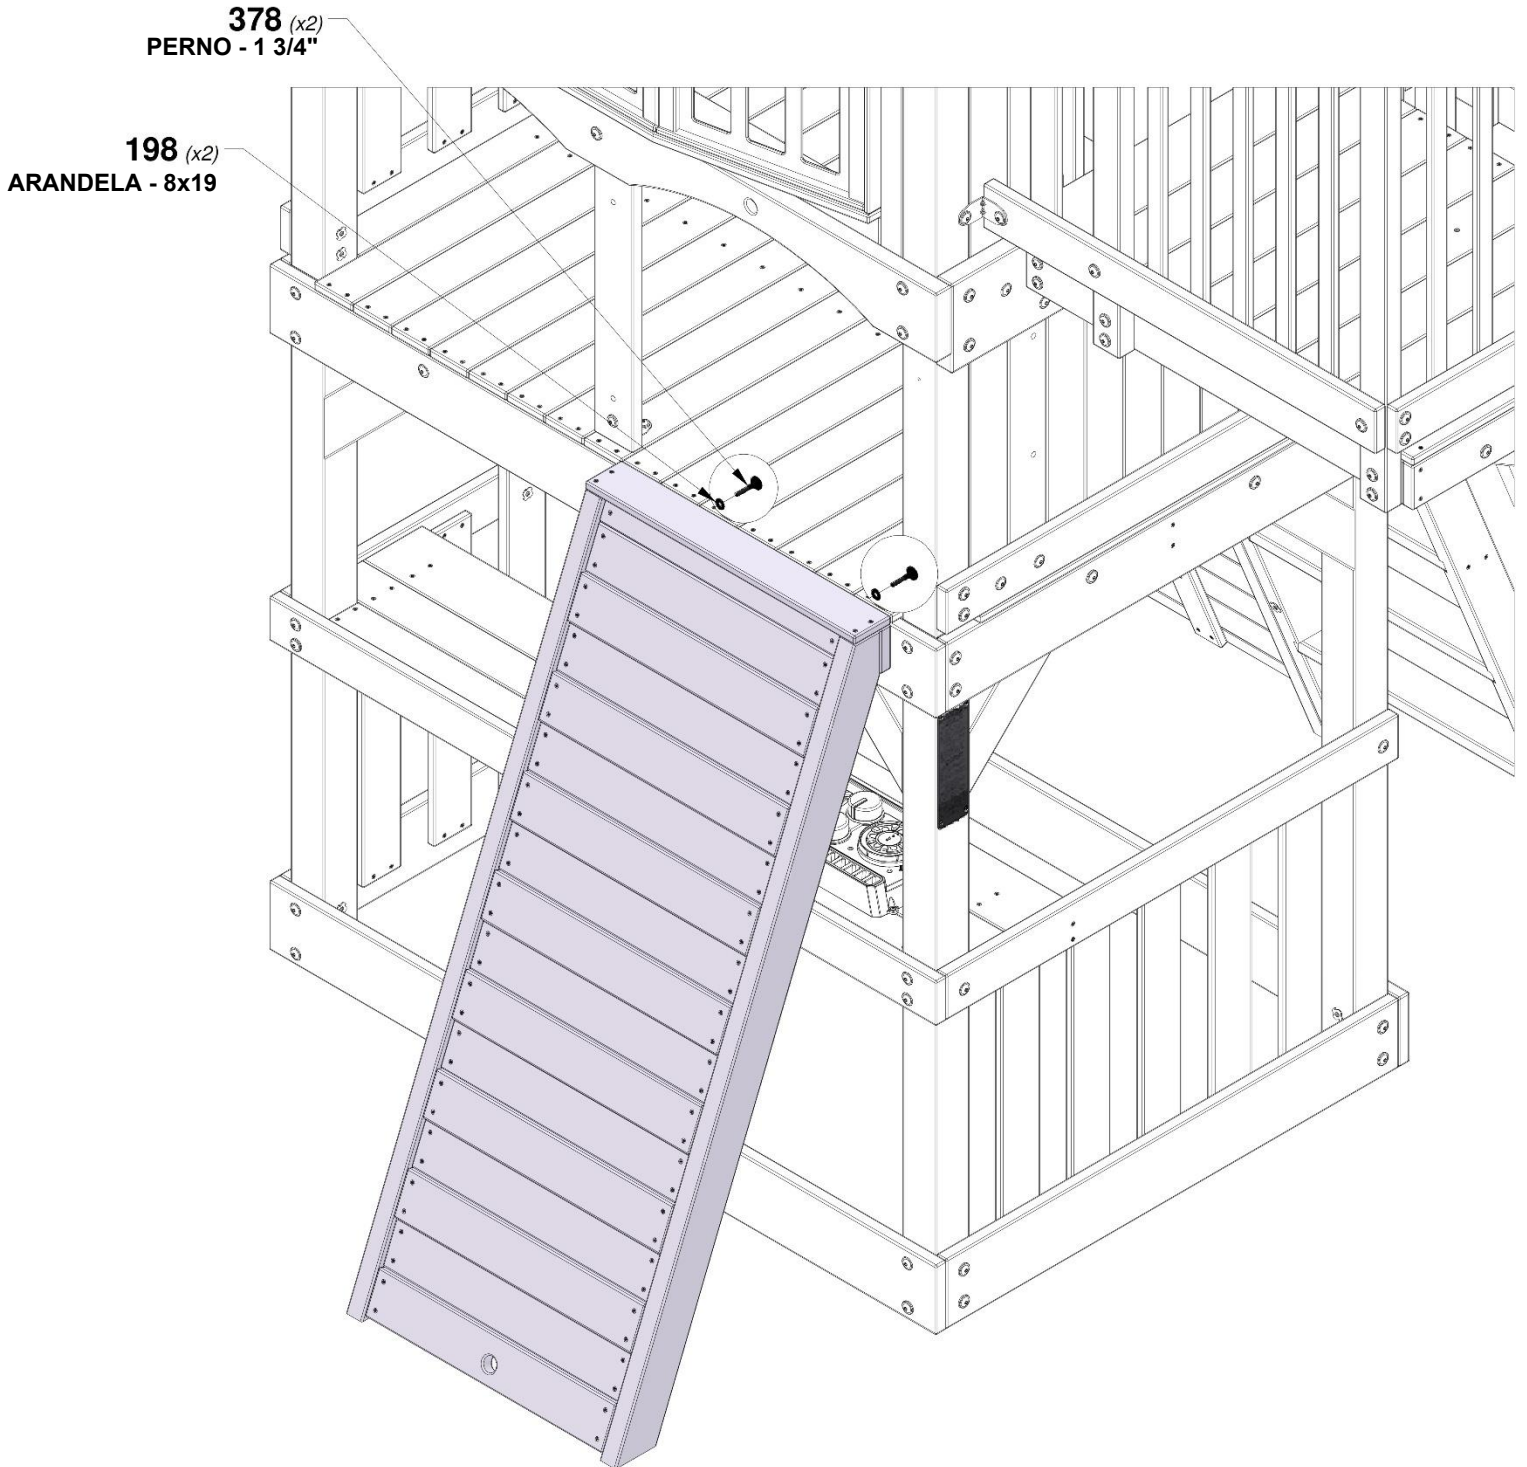 378 (x2)
PERNO - 1 3/4"
198 (x2)
ARANDELA - 8x19